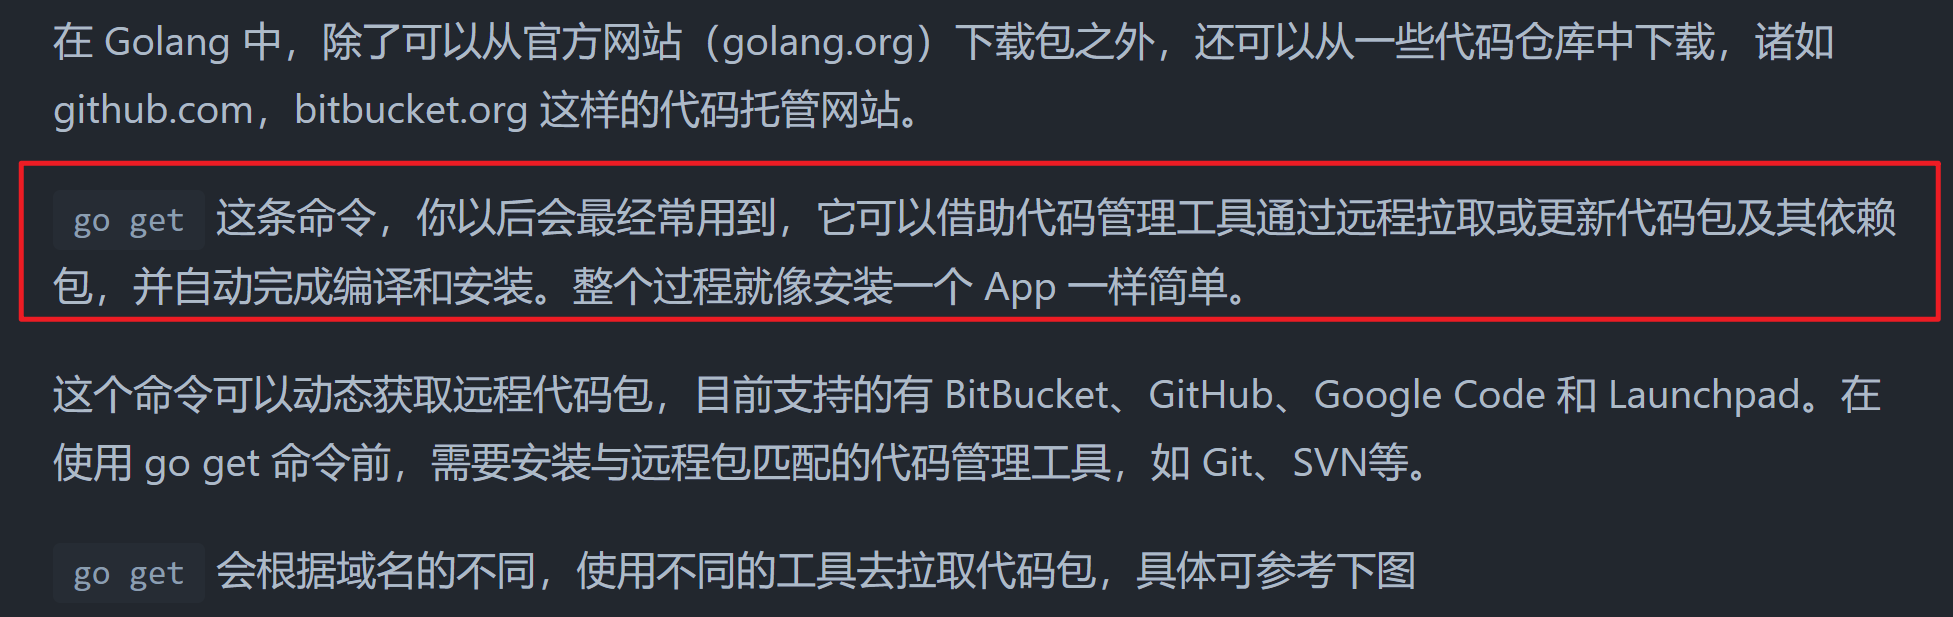 在 Golang 中，除了可以从官方网站（golang.org）下载包之外，还可以从一些代码仓库中下载，诸如
github.com，bitbucket.org 这样的代码托管网站。
go get 这条命令，你以后会最经常用到，它可以借助代码管理工具通过远程拉取或更新代码包及其依赖
包，并自动完成编译和安装。整个过程就像安装一个 App 一样简单。
这个命令可以动态获取远程代码包，目前支持的有 BitBucket、GitHub、Google Code 和 Launchpad。在
使用 go get 命令前，需要安装与远程包匹配的代码管理工具，如 Git、SVN等。
go get 会根据域名的不同，使用不同的工具去拉取代码包，具体可参考下图